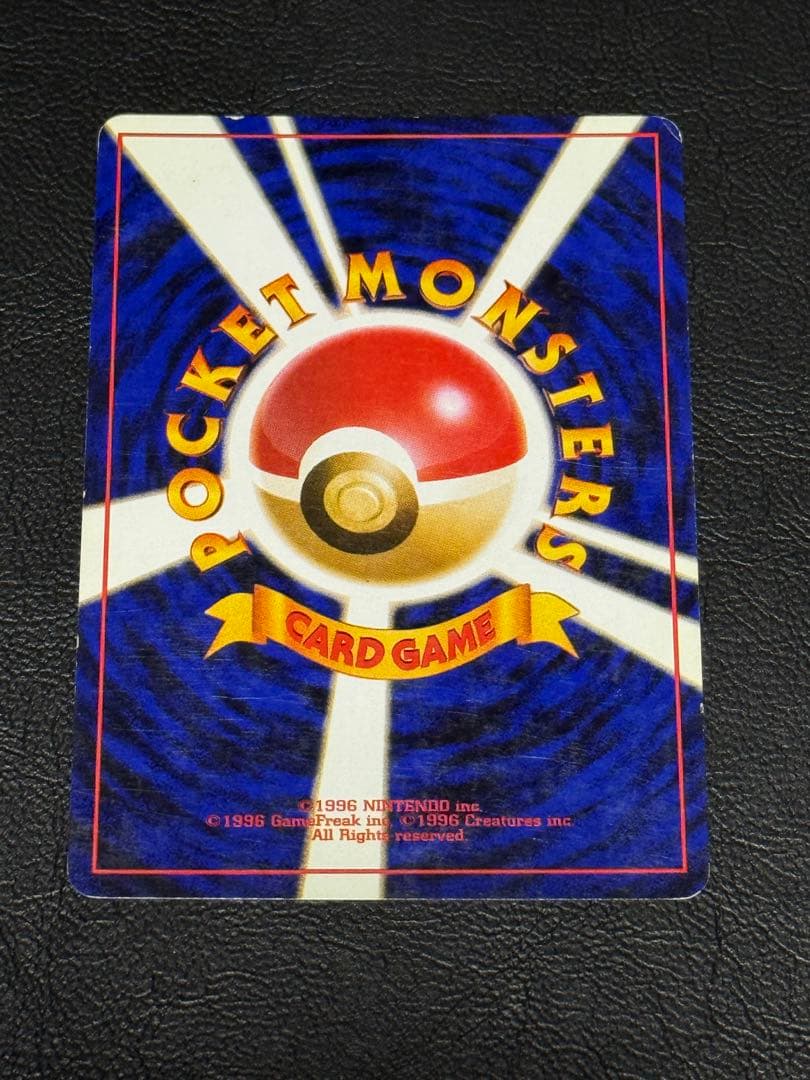 POCKET MONSTERS
CARD GAME
©1996 NINTENDO inc.
©1996 GameFreak inc. ©1996 Creatures inc.
All Rights reserved.